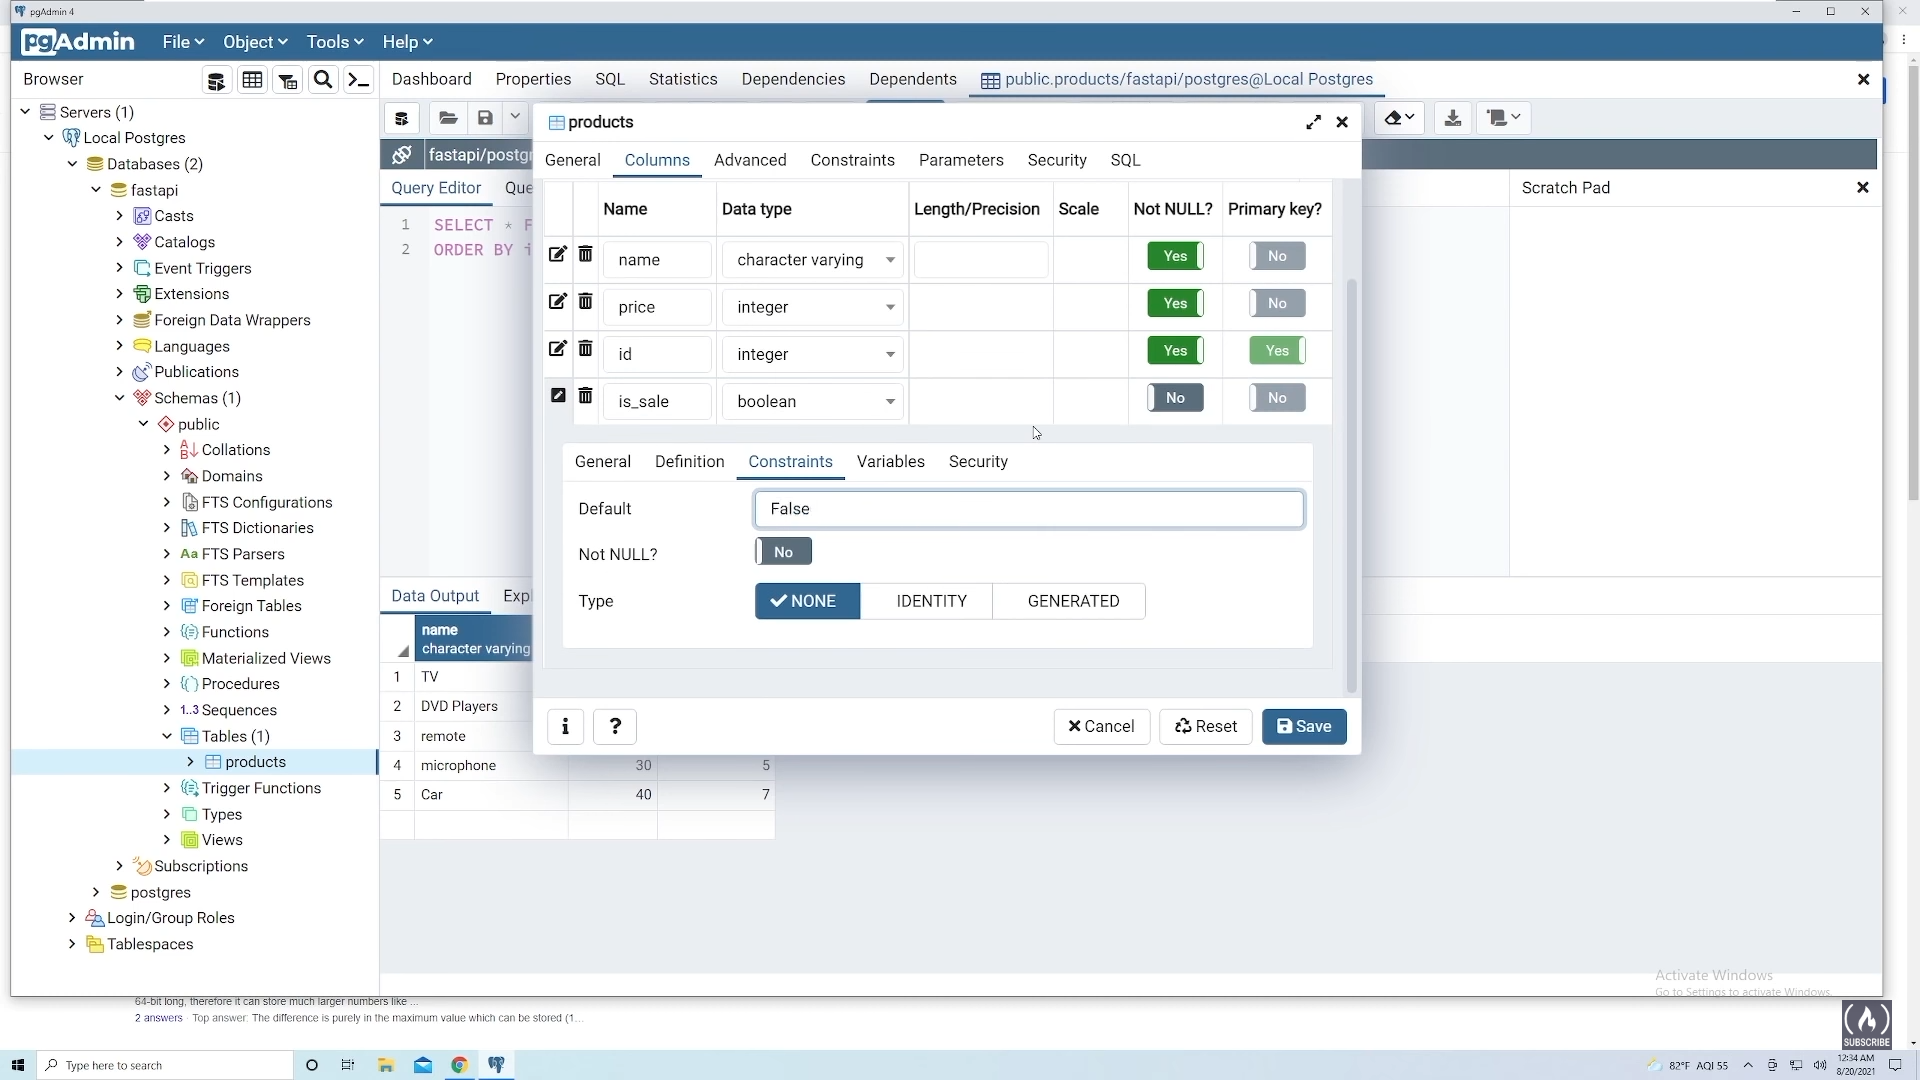 pgAdmin 4
pgAdmin File Object Tools Help
Browser
Dashboard Properties SQL Statistics Dependencies Dependents public.products/fastapi/postgres@Local Postgres
Servers (1)
Local Postgres
Databases (2)
fastapi
Casts
Catalogs
Event Triggers
Extensions
Foreign Data Wrappers
Languages
Publications
Schemas (1)
public
Collations
Domains
FTS Configurations
FTS Dictionaries
Aa FTS Parsers
FTS Templates
Foreign Tables
Functions
Materialized Views
Procedures
1..3 Sequences
Tables (1)
products
Trigger Functions
Types
Views
Subscriptions
postgres
Login/Group Roles
Tablespaces
fastapi/postgr
Query Editor Que
Scratch Pad
1 SELECT * F
2 ORDER BY i
products
General Columns Advanced Constraints Parameters Security SQL
Name Data type Length/Precision Scale Not NULL? Primary key?
name character varying Yes No
price integer Yes No
id integer Yes Yes
is_sale boolean No No
General Definition Constraints Variables Security
Default False
Not NULL? No
Type NONE IDENTITY GENERATED
i ? Cancel Reset Save
Data Output Expl
name
character varying
1 TV
2 DVD Players
3 remote
4 microphone 30 5
5 Car 40 7
Activate Windows
Go to Settings to activate Windows.
64-bit long, therefore it can store much larger numbers like ...
2 answers · Top answer: The difference is purely in the maximum value which can be stored (1...
SUBSCRIBE
Type here to search
82°F AQI 55
12:34 AM
8/20/2021